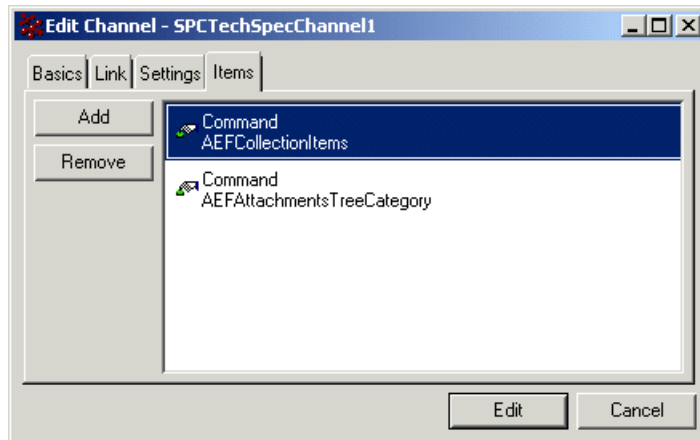 Edit Channel - SPCTechSpecChannel1
Basics Link Settings Items
Add
Remove
Command
AEFCollectionItems
Command
AEFAttachmentsTreeCategory
Edit Cancel